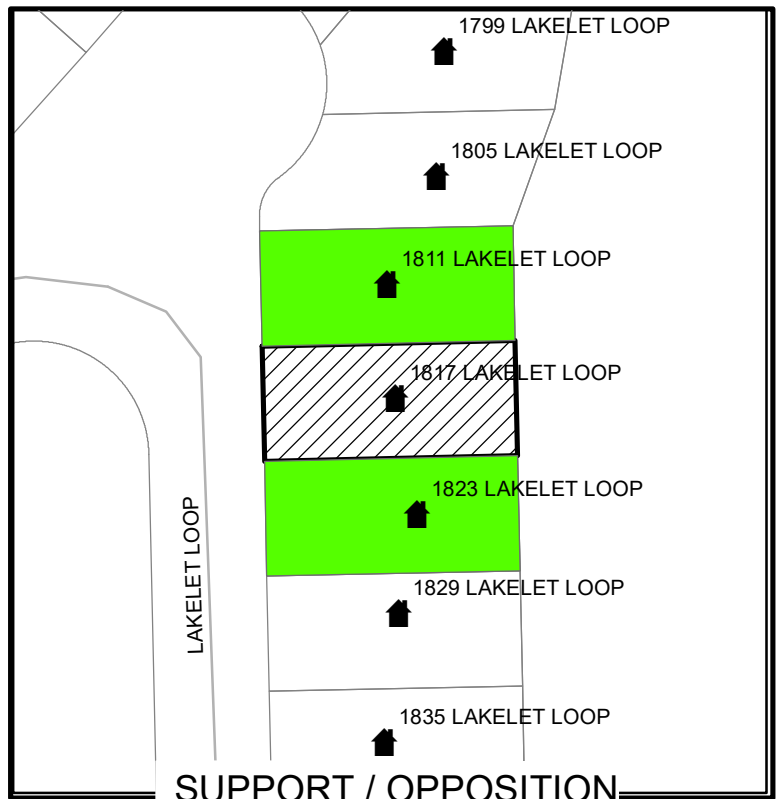 1799 LAKELET LOOP
1805 LAKELET LOOP
1811 LAKELET LOOP
1817 LAKELET LOOP
1823 LAKELET LOOP
LAKELET LOOP
1829 LAKELET LOOP
1835 LAKELET LOOP
SUPPORT / OPPOSITION